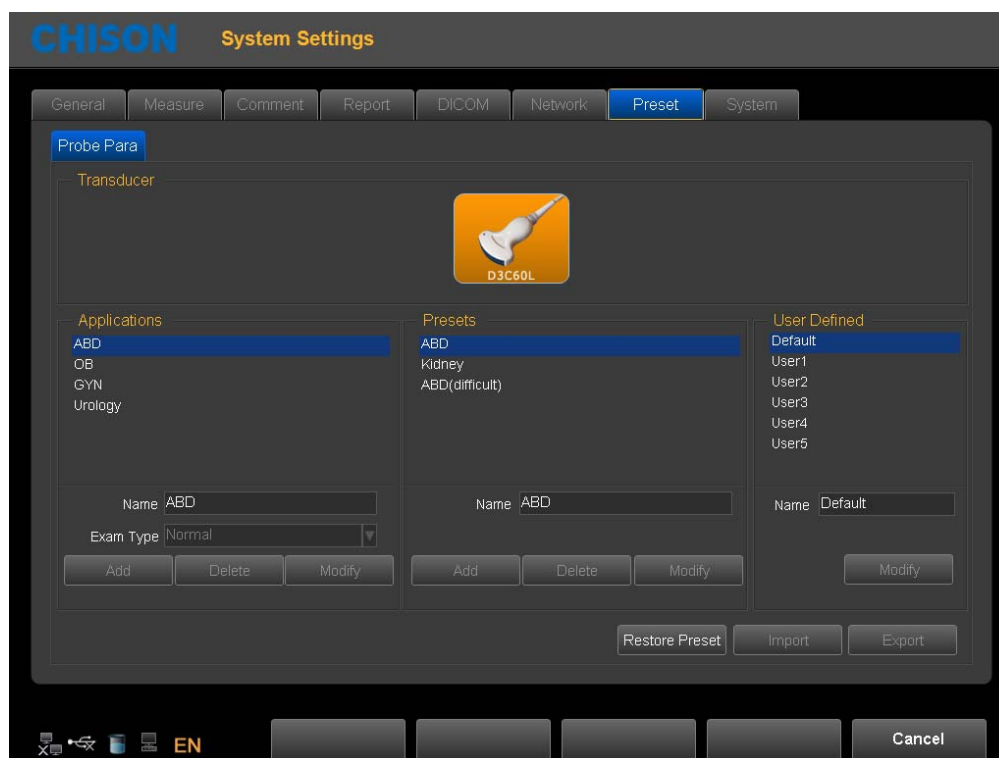 CHISON System Settings
General Measure Comment Report DICOM Network Preset System
Probe Para
Transducer
D3C60L
Applications
ABD
OB
GYN
Urology
Name ABD
Exam Type Normal
Add Delete Modify
Presets
ABD
Kidney
ABD(difficult)
Name ABD
Add Delete Modify
User Defined
Default
User1
User2
User3
User4
User5
Name Default
Modify
Restore Preset Import Export
EN
Cancel